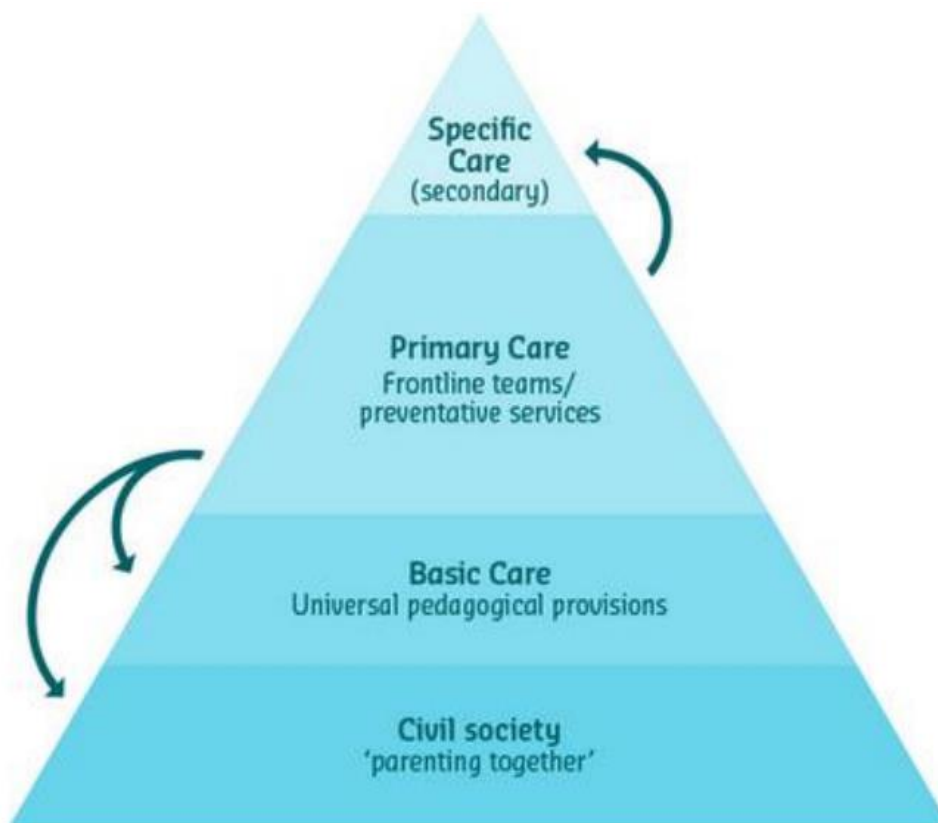 Specific
Care
(secondary)
Primary Care
Frontline teams/
preventative services
Basic Care
Universal pedagogical provisions
Civil society
‘parenting together’